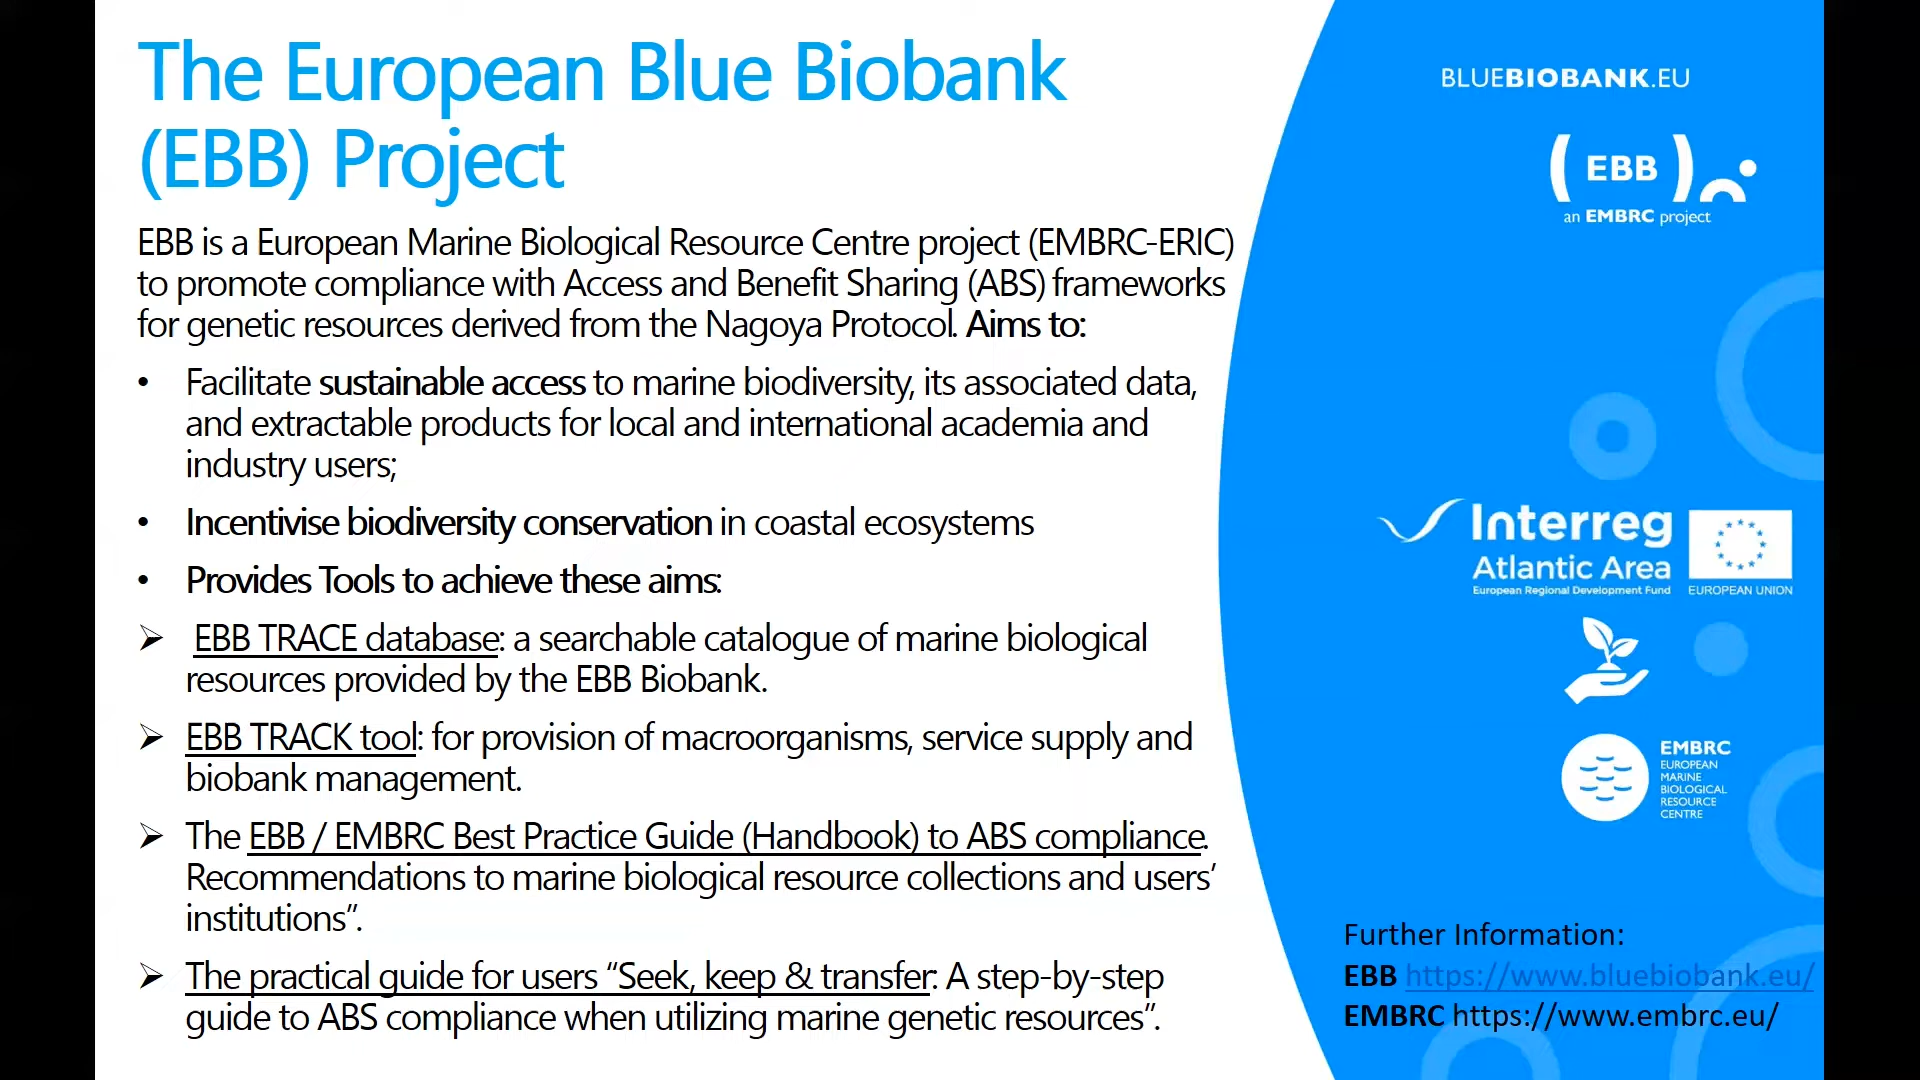 The European Blue Biobank
(EBB) Project
EBB is a European Marine Biological Resource Centre project (EMBRC-ERIC)
to promote compliance with Access and Benefit Sharing (ABS) frameworks
for genetic resources derived from the Nagoya Protocol. Aims to:
• Facilitate sustainable access to marine biodiversity, its associated data,
and extractable products for local and international academia and
industry users;
• Incentivise biodiversity conservation in coastal ecosystems
• Provides Tools to achieve these aims:
➢ EBB TRACE database: a searchable catalogue of marine biological
resources provided by the EBB Biobank.
➢ EBB TRACK tool: for provision of macroorganisms, service supply and
biobank management.
➢ The EBB / EMBRC Best Practice Guide (Handbook) to ABS compliance.
Recommendations to marine biological resource collections and users’
institutions”.
➢ The practical guide for users “Seek, keep & transfer: A step-by-step
guide to ABS compliance when utilizing marine genetic resources”.
BLUEBIOBANK.EU
( EBB )
an EMBRC project
Interreg
Atlantic Area
European Regional Development Fund
EUROPEAN UNION
EMBRC
EUROPEAN
MARINE
BIOLOGICAL
RESOURCE
CENTRE
Further Information:
EBB https://www.bluebiobank.eu/
EMBRC https://www.embrc.eu/